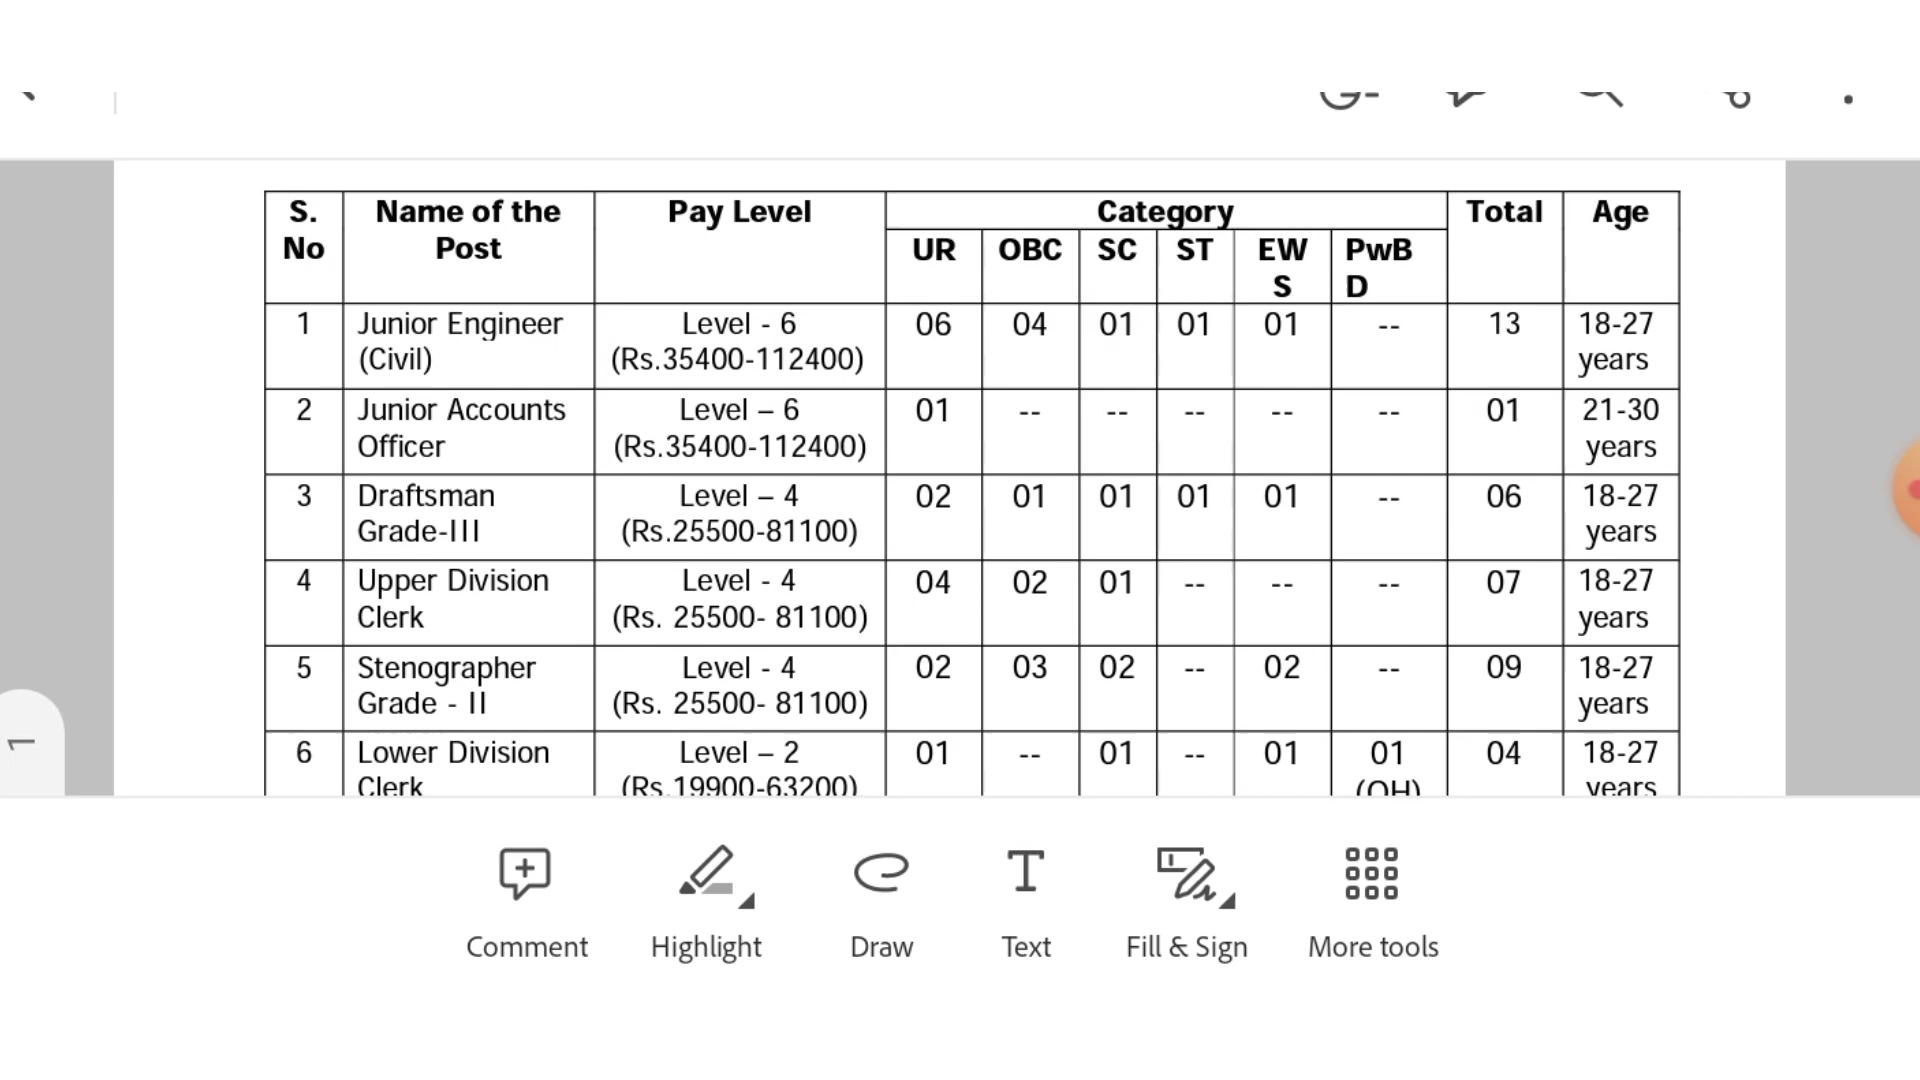 S. No | Name of the Post | Pay Level | Category | Total | Age
UR | OBC | SC | ST | EW S | PwB D
1 | Junior Engineer (Civil) | Level - 6 (Rs.35400-112400) | 06 | 04 | 01 | 01 | 01 | -- | 13 | 18-27 years
2 | Junior Accounts Officer | Level – 6 (Rs.35400-112400) | 01 | -- | -- | -- | -- | -- | 01 | 21-30 years
3 | Draftsman Grade-III | Level – 4 (Rs.25500-81100) | 02 | 01 | 01 | 01 | 01 | -- | 06 | 18-27 years
4 | Upper Division Clerk | Level - 4 (Rs. 25500- 81100) | 04 | 02 | 01 | -- | -- | -- | 07 | 18-27 years
5 | Stenographer Grade - II | Level - 4 (Rs. 25500- 81100) | 02 | 03 | 02 | -- | 02 | -- | 09 | 18-27 years
6 | Lower Division Clerk | Level – 2 (Rs.19900-63200) | 01 | -- | 01 | -- | 01 | 01 (OH) | 04 | 18-27 years
1
Comment
Highlight
Draw
Text
Fill & Sign
More tools